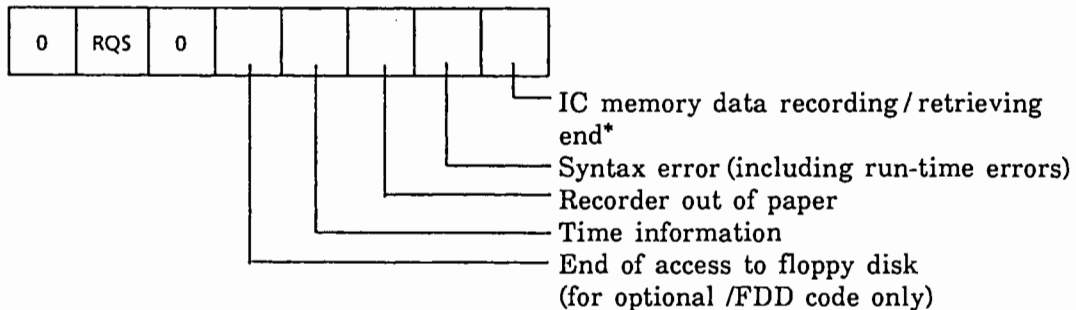 0 RQS 0
IC memory data recording / retrieving
end*
Syntax error (including run-time errors)
Recorder out of paper
Time information
End of access to floppy disk
(for optional /FDD code only)